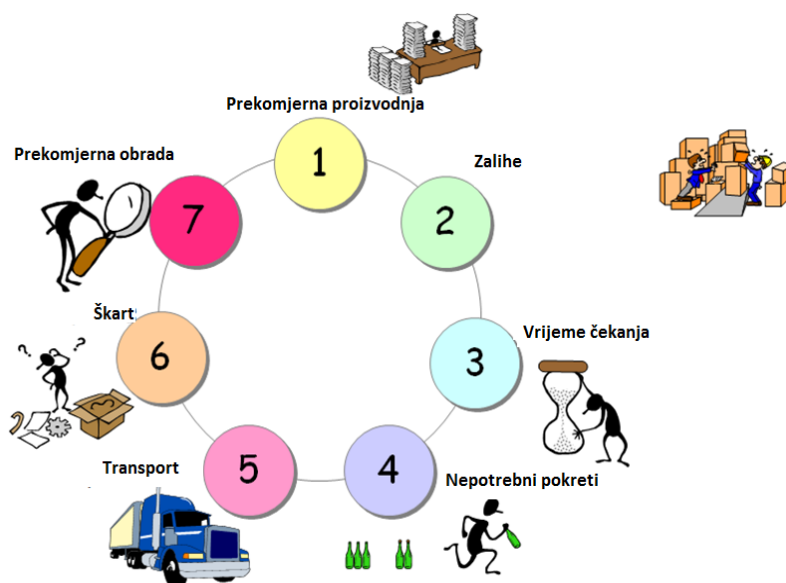 Prekomjerna proizvodnja
1
Zalihe
2
Vrijeme čekanja
3
Nepotrebni pokreti
4
Transport
5
Škart
6
Prekomjerna obrada
7
? ?